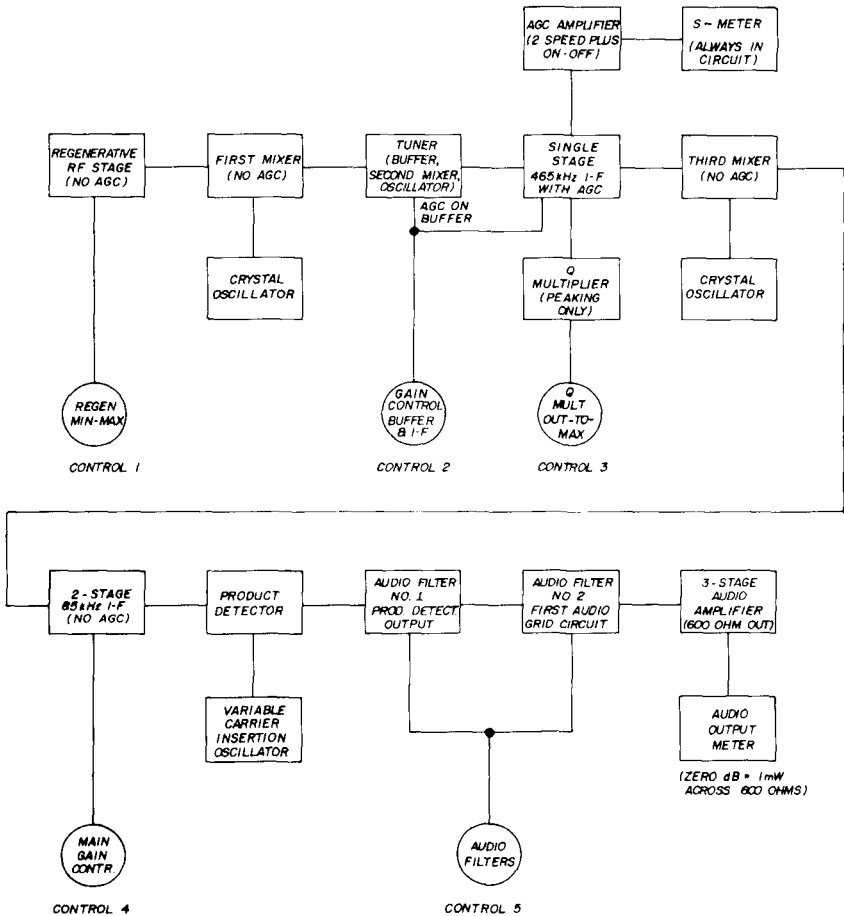 AGC AMPLIFIER
(2 SPEED PLUS
ON-OFF)
S-METER
(ALWAYS IN
CIRCUIT)
REGENERATIVE
RF STAGE
(NO AGC)
FIRST MIXER
(NO AGC)
TUNER
(BUFFER,
SECOND MIXER,
OSCILLATOR)
SINGLE
STAGE
465kHz I-F
WITH AGC
THIRD MIXER
(NO AGC)
AGC ON
BUFFER
CRYSTAL
OSCILLATOR
Q
MULTIPLIER
(PEAKING
ONLY)
CRYSTAL
OSCILLATOR
REGEN
MIN-MAX
GAIN
CONTROL
BUFFER
& I-F
Q
MULT
OUT-TO-
MAX
CONTROL 1
CONTROL 2
CONTROL 3
2-STAGE
85kHz I-F
(NO AGC)
PRODUCT
DETECTOR
AUDIO FILTER
NO. 1
PROD. DETECT
OUTPUT
AUDIO FILTER
NO 2
FIRST AUDIO
GRID CIRCUIT
3-STAGE
AUDIO
AMPLIFIER
(600 OHM OUT)
VARIABLE
CARRIER
INSERTION
OSCILLATOR
AUDIO
OUTPUT
METER
(ZERO dB = 1mW
ACROSS 600 OHMS)
MAIN
GAIN
CONTR.
AUDIO
FILTERS
CONTROL 4
CONTROL 5